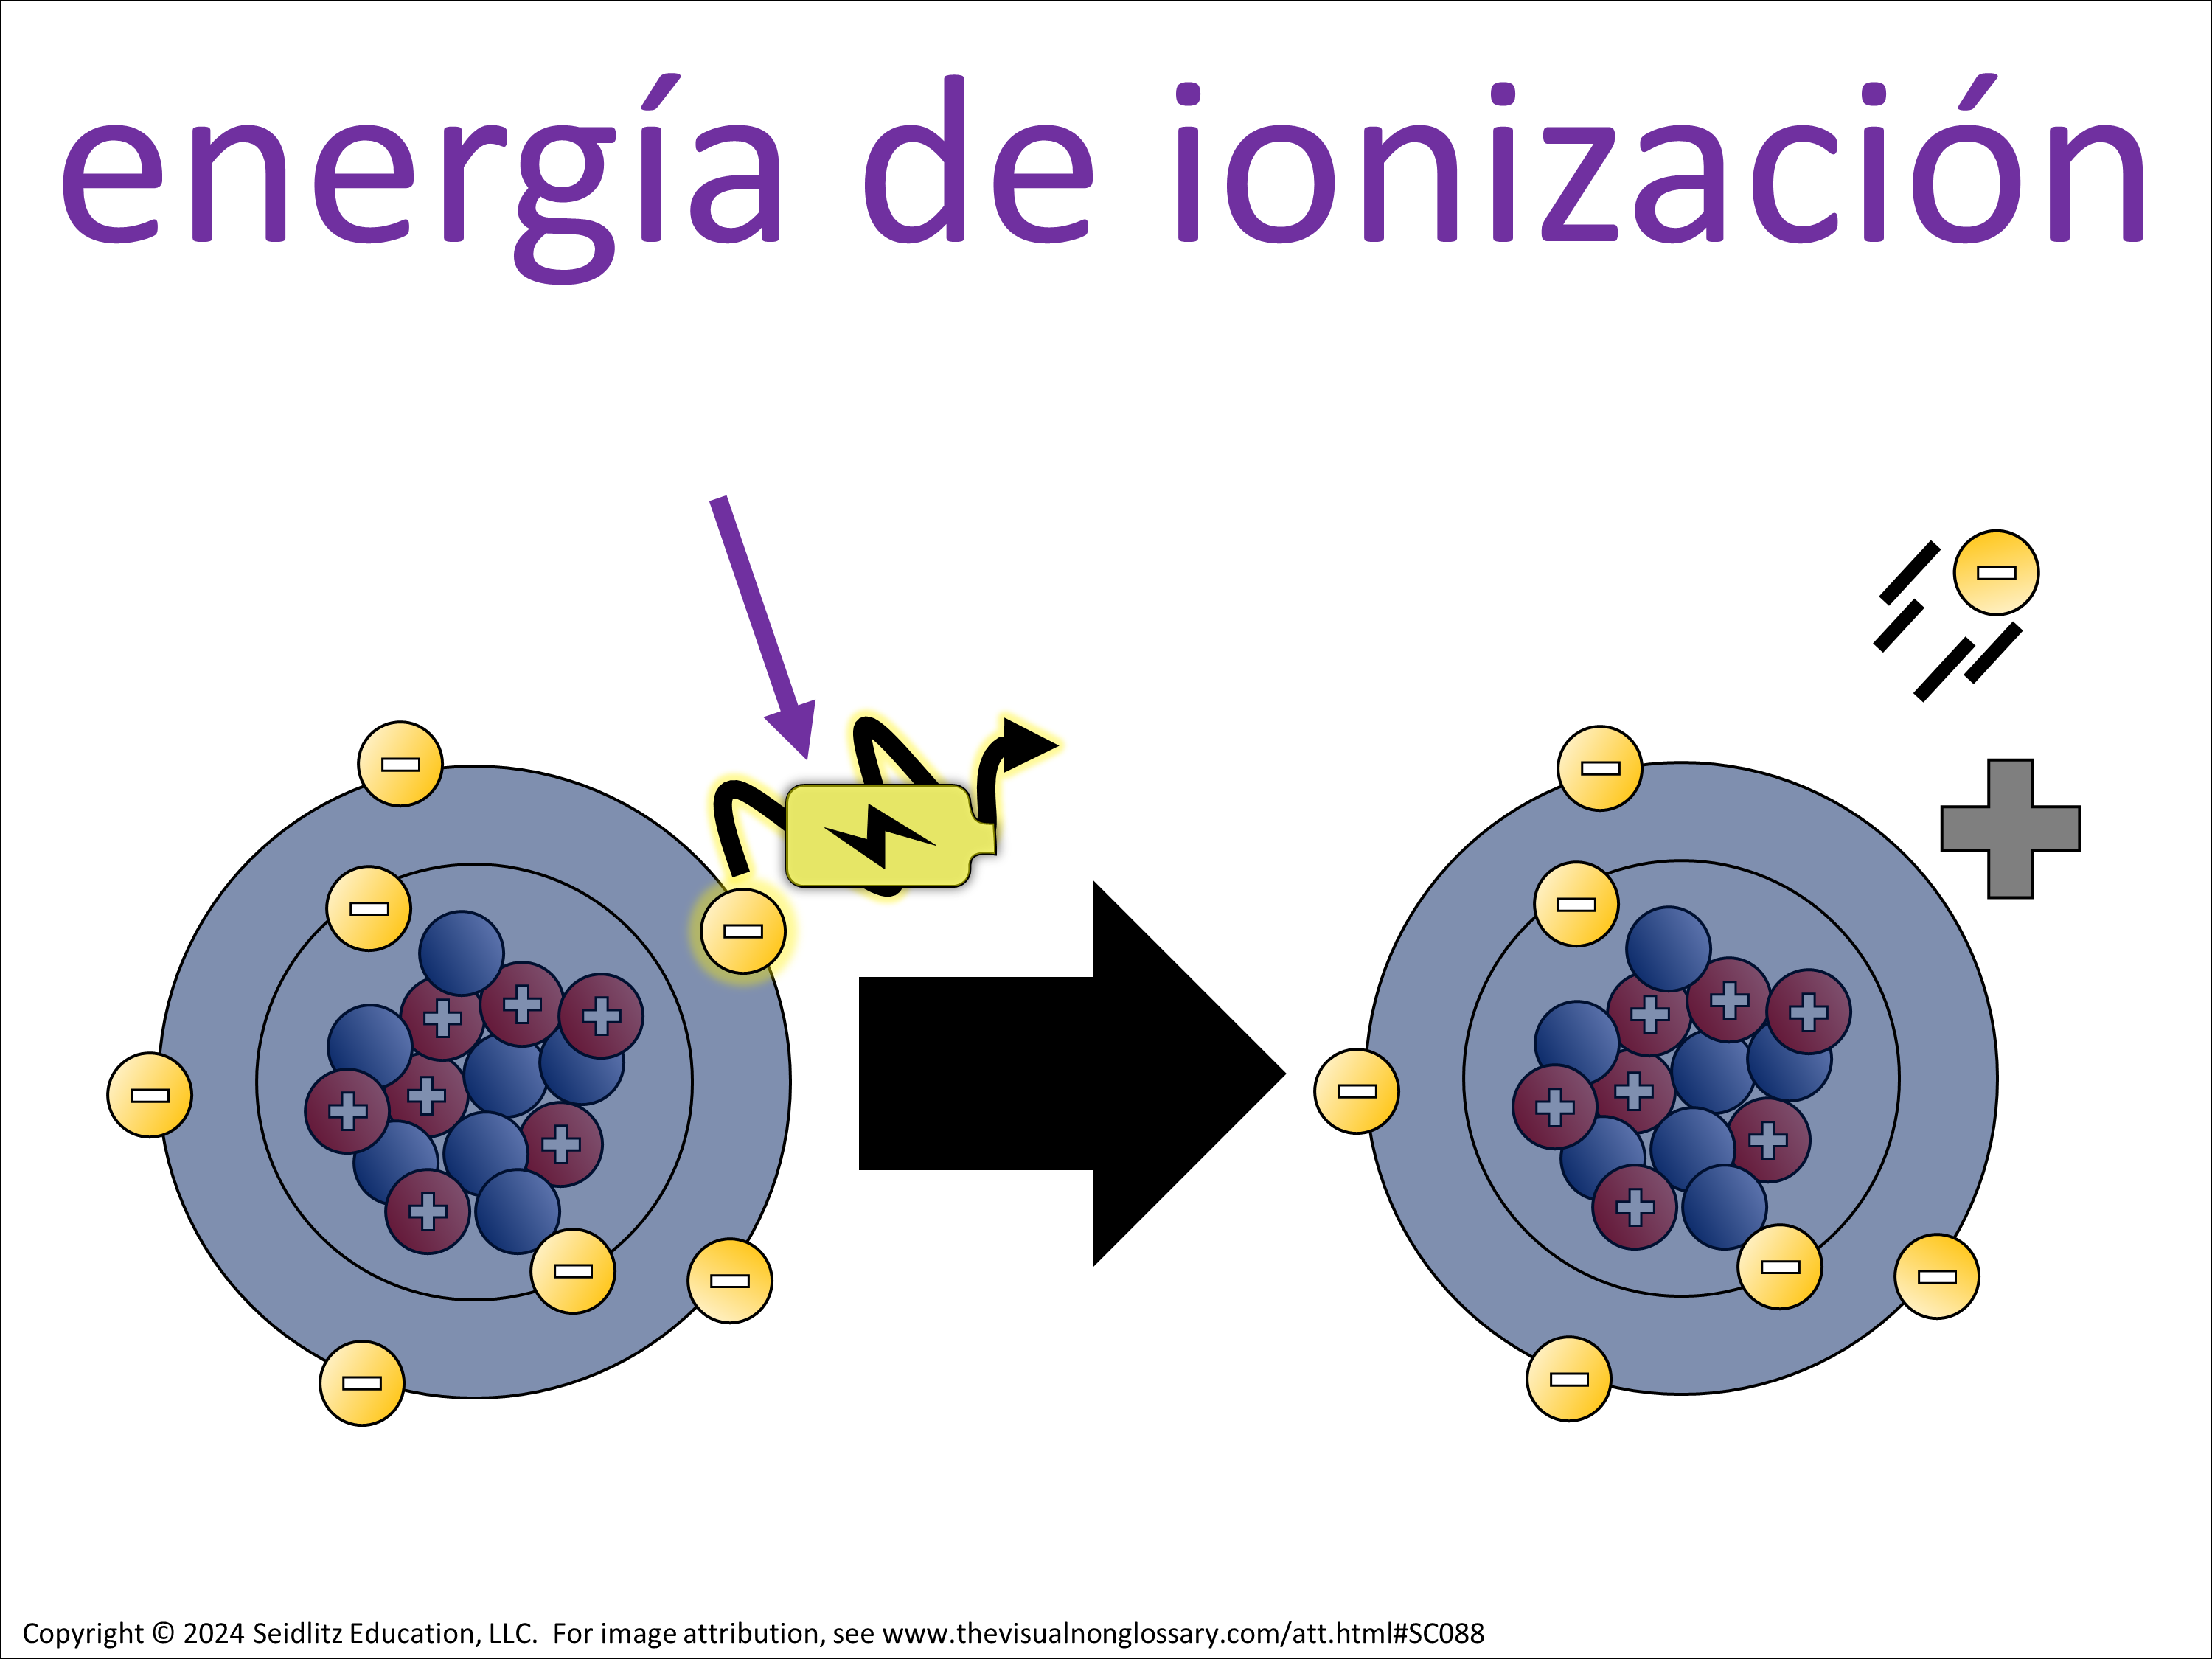 energía de ionización
Copyright © 2024 Seidlitz Education, LLC.  For image attribution, see www.thevisualnonglossary.com/att.html#SC088